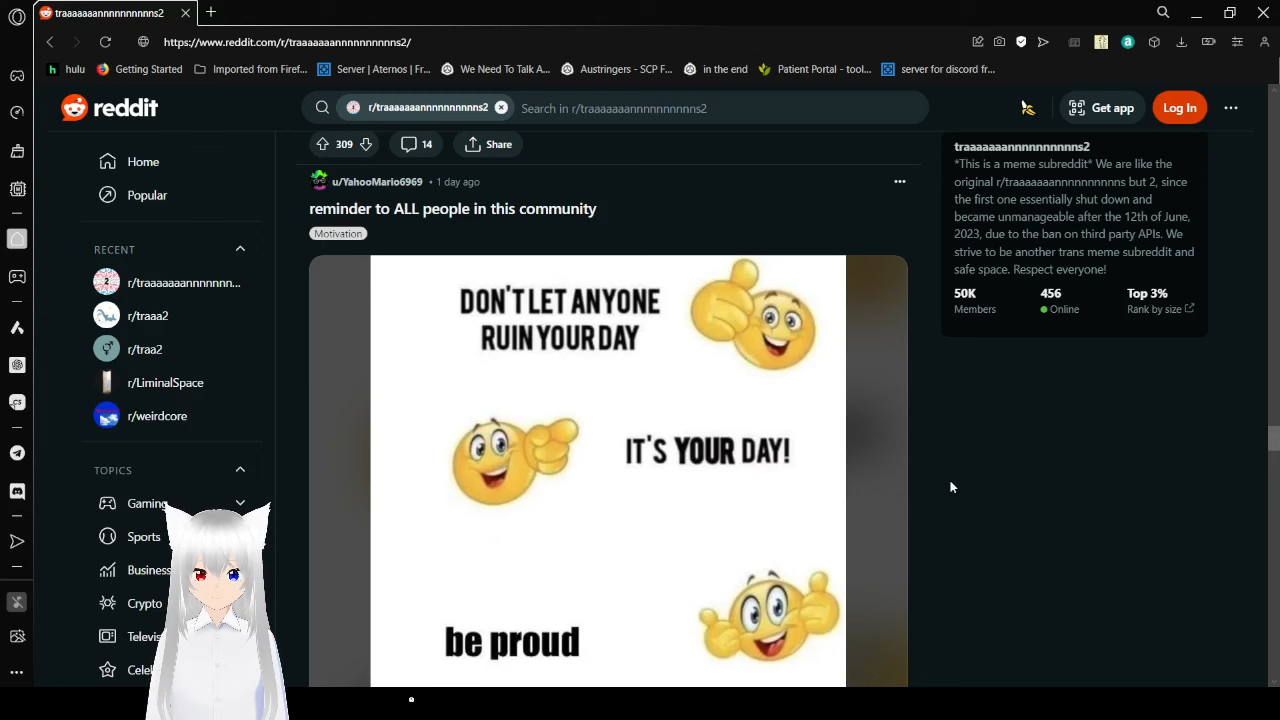 traaaaaaannnnnnnnnns2
https://www.reddit.com/r/traaaaaaannnnnnnnnns2/
hulu
Getting Started
Imported from Firef...
Server | Aternos | Fr...
We Need To Talk A...
Austringers - SCP F...
in the end
Patient Portal - tool...
server for discord fr...
reddit
r/traaaaaaannnnnnnnnns2
Search in r/traaaaaaannnnnnnnnns2
Get app
Log In
Home
Popular
RECENT
r/traaaaaaannnnnnn...
r/traaa2
r/traa2
r/LiminalSpace
r/weirdcore
TOPICS
Gaming
Sports
Business
Crypto
Televis
Celeb
309
14
Share
u/YahooMario6969 • 1 day ago
reminder to ALL people in this community
Motivation
DON'T LET ANYONE
RUIN YOUR DAY
IT'S YOUR DAY!
be proud
traaaaaaannnnnnnnnns2
*This is a meme subreddit* We are like the
original r/traaaaaaannnnnnnnnns but 2, since
the first one essentially shut down and
became unmanageable after the 12th of June,
2023, due to the ban on third party APIs. We
strive to be another trans meme subreddit and
safe space. Respect everyone!
50K
Members
456
Online
Top 3%
Rank by size